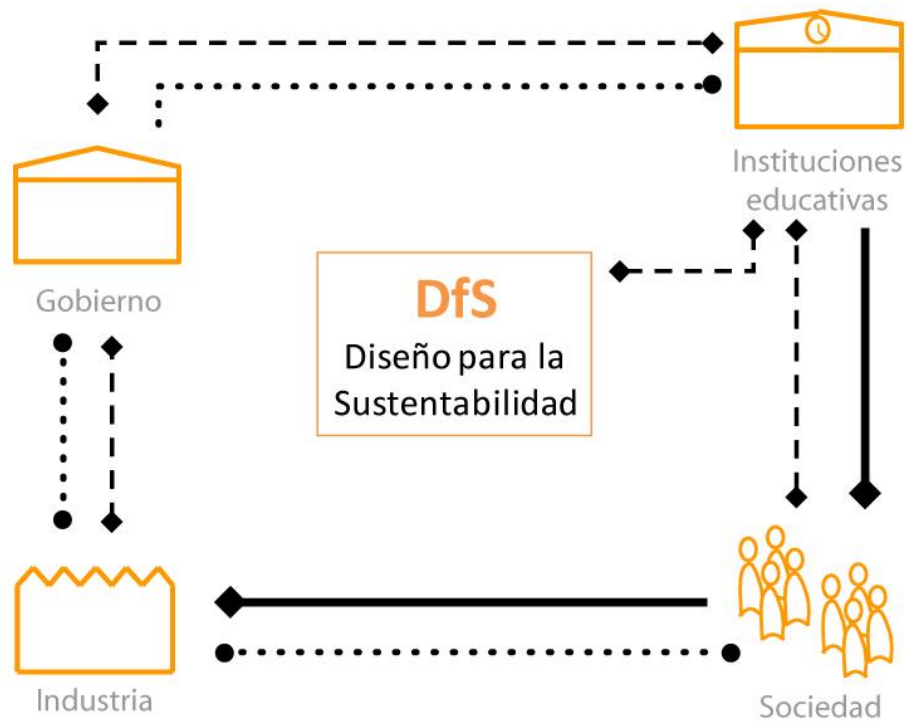 Instituciones
educativas
Gobierno
DfS
Diseño para la
Sustentabilidad
Industria
Sociedad